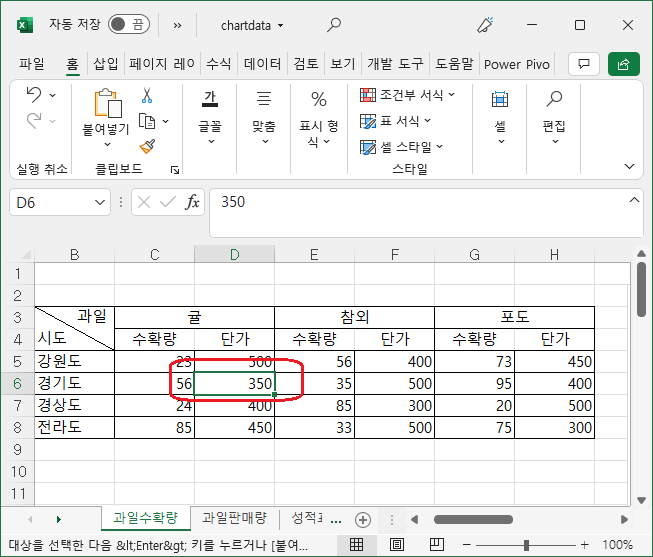 자동 저장 끔 » chartdata
파일 홈 삽입 페이지 레이 수식 데이터 검토 보기 개발 도구 도움말 Power Pivo
붙여넣기 글꼴 맞춤 표시 형식 조건부 서식 표 서식 셀 스타일 셀 편집
실행 취소 클립보드 스타일
D6 fx 350
B C D E F G H
1
2
3 과일 귤 참외 포도
4 시도 수확량 단가 수확량 단가 수확량 단가
5 강원도 23 500 56 400 73 450
6 경기도 56 350 35 500 95 400
7 경상도 24 400 85 300 20 500
8 전라도 85 450 33 500 75 300
9
10
11
과일수확량 과일판매량 성적표 ...
대상을 선택한 다음 &lt;Enter&gt; 키를 누르거나 [붙여... 100%